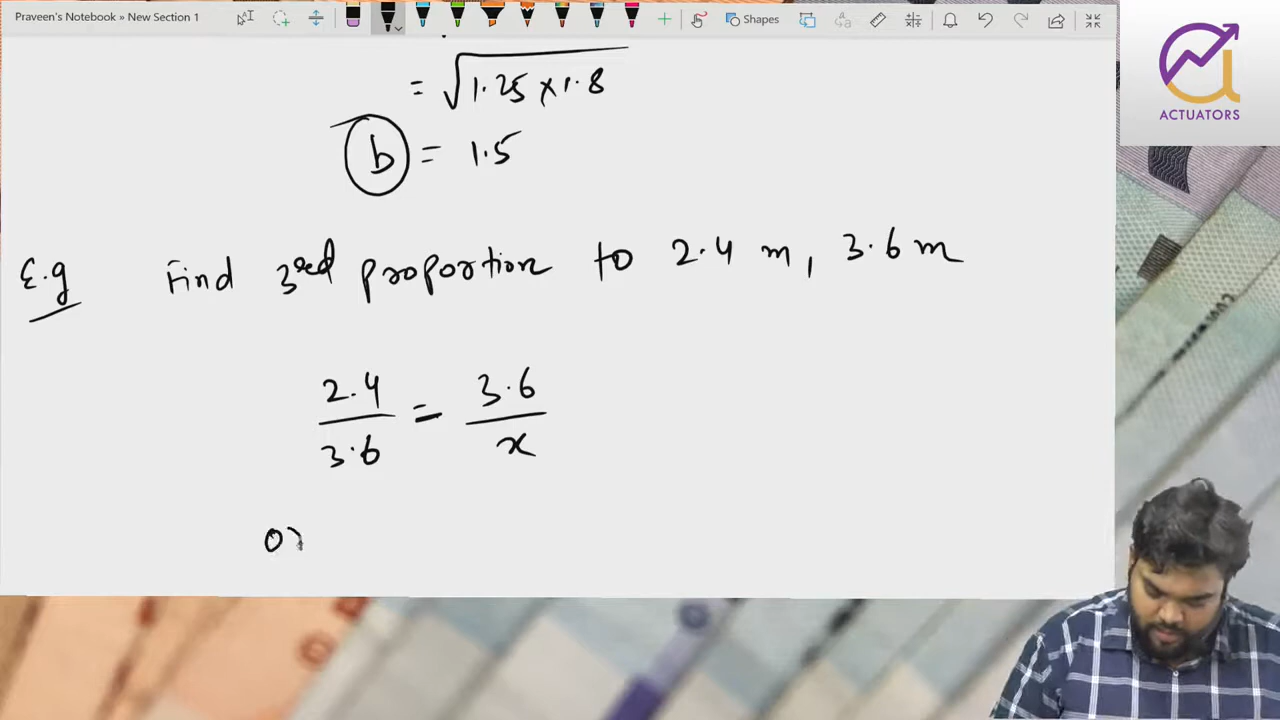 Praveen's Notebook » New Section 1
Shapes
ACTUATORS
= √1.25 × 1.8
b = 1.5
E.g Find 3rd proportion to 2.4 m, 3.6 m
2.4 / 3.6 = 3.6 / x